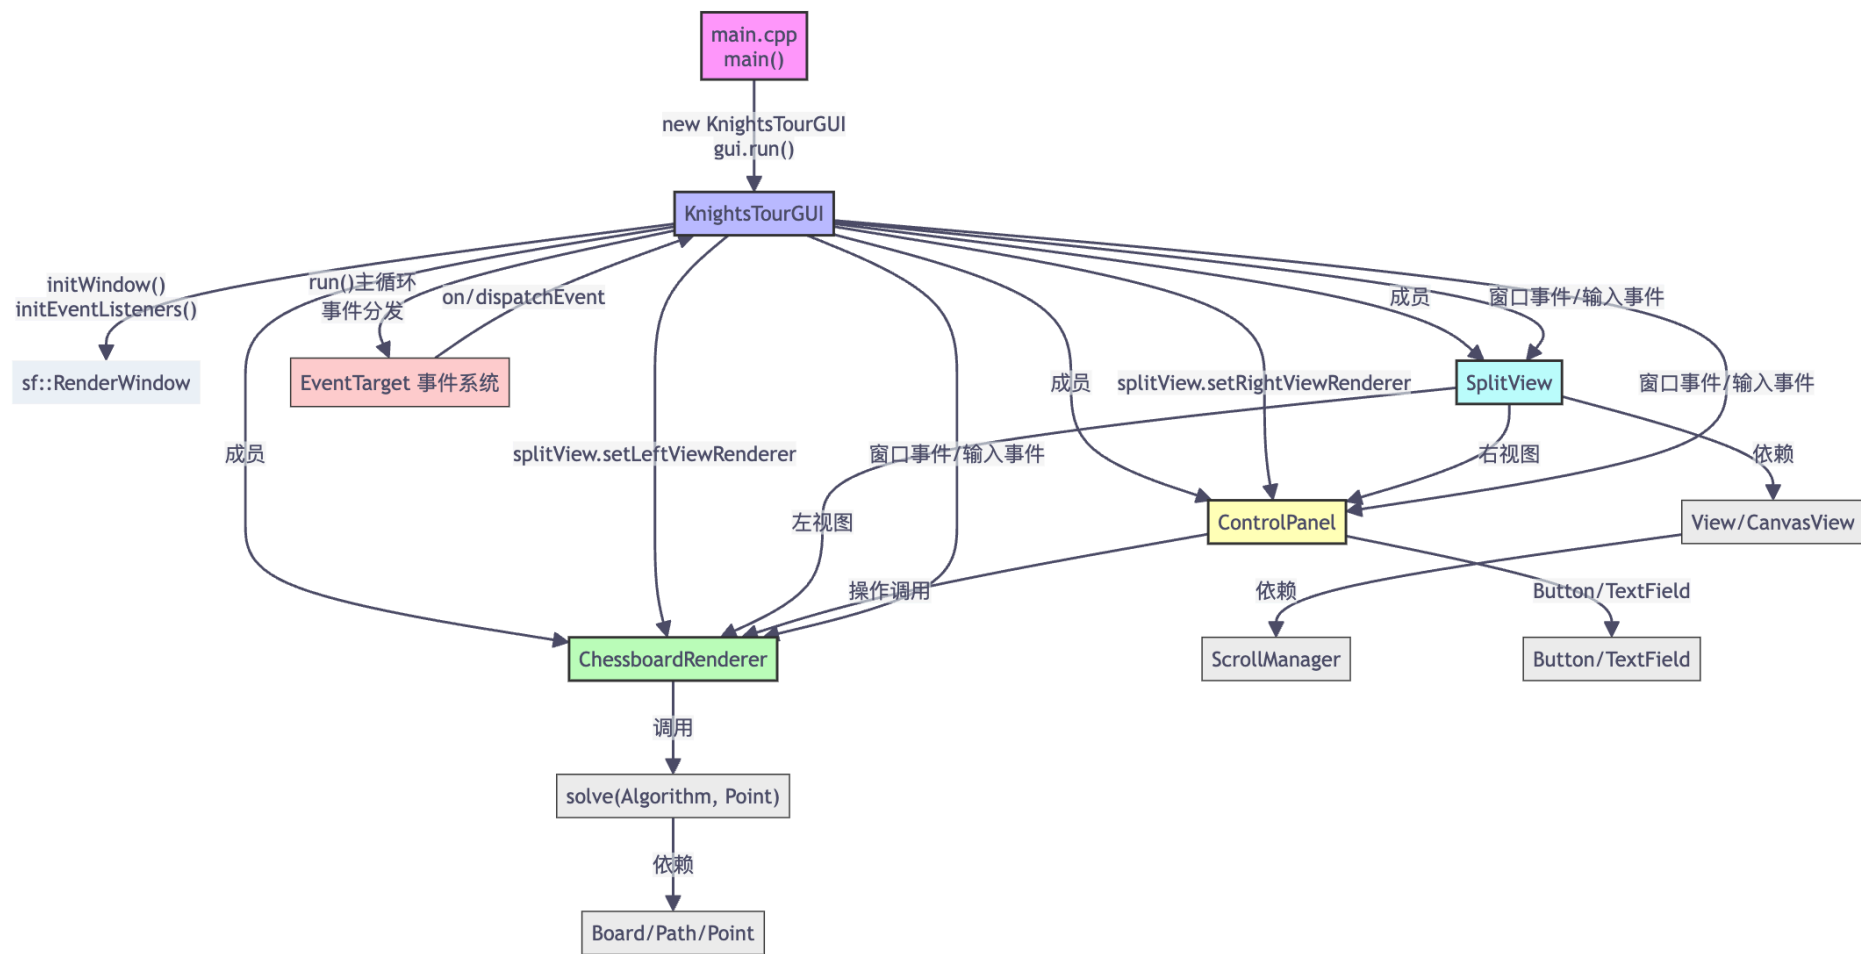 main.cpp
main()
new KnightsTourGUI
gui.run()
KnightsTourGUI
initWindow()
initEventListeners()
run()主循环
事件分发
on/dispatchEvent
成员
窗口事件/输入事件
sf::RenderWindow
EventTarget 事件系统
成员
splitView.setRightViewRenderer
SplitView
窗口事件/输入事件
成员
splitView.setLeftViewRenderer
窗口事件/输入事件
右视图
依赖
左视图
ControlPanel
View/CanvasView
操作调用
依赖
Button/TextField
ChessboardRenderer
ScrollManager
Button/TextField
调用
solve(Algorithm, Point)
依赖
Board/Path/Point